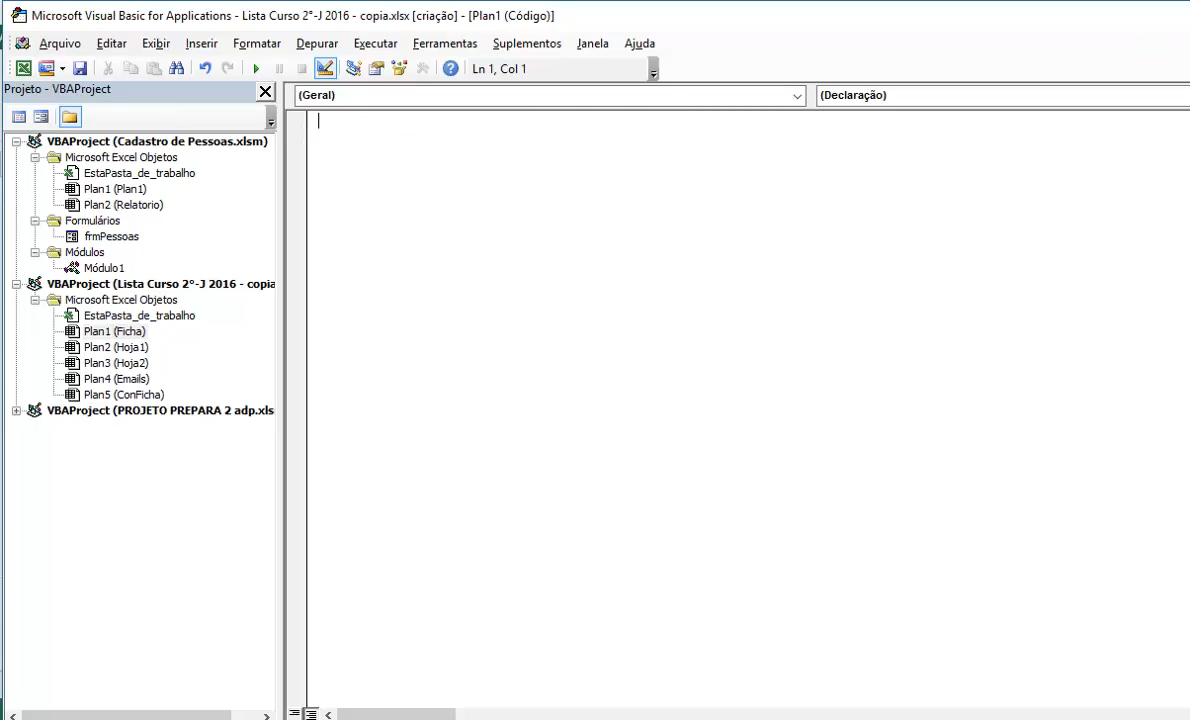 Microsoft Visual Basic for Applications - Lista Curso 2°-J 2016 - copia.xlsx [criação] - [Plan1 (Código)]
Arquivo Editar Exibir Inserir Formatar Depurar Executar Ferramentas Suplementos Janela Ajuda
Ln 1, Col 1
Projeto - VBAProject
(Geral) (Declaração)
VBAProject (Cadastro de Pessoas.xlsm)
Microsoft Excel Objetos
EstaPasta_de_trabalho
Plan1 (Plan1)
Plan2 (Relatorio)
Formulários
frmPessoas
Módulos
Módulo1
VBAProject (Lista Curso 2°-J 2016 - copia
Microsoft Excel Objetos
EstaPasta_de_trabalho
Plan1 (Ficha)
Plan2 (Hoja1)
Plan3 (Hoja2)
Plan4 (Emails)
Plan5 (ConFicha)
VBAProject (PROJETO PREPARA 2 adp.xls